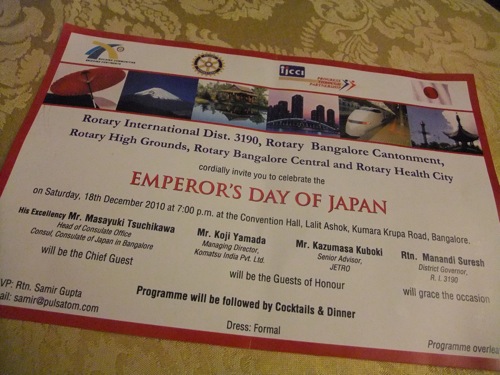 IJCCI
Rotary International Dist. 3190, Rotary Bangalore Cantonment,
Rotary High Grounds, Rotary Bangalore Central and Rotary Health City
cordially invite you to celebrate the
EMPEROR'S DAY OF JAPAN
on Saturday, 18th December 2010 at 7:00 p.m. at the Convention Hall, Lalit Ashok, Kumara Krupa Road, Bangalore.
His Excellency Mr. Masayuki Tsuchikawa
Head of Consulate Office
Consul, Consulate of Japan in Bangalore
will be the Chief Guest
Mr. Koji Yamada
Managing Director,
Komatsu India Pvt. Ltd.
Mr. Kazumasa Kuboki
Senior Advisor,
JETRO
will be the Guests of Honour
Rtn. Manandi Suresh
District Governor,
R. I. 3190
will grace the occasion
Programme will be followed by Cocktails & Dinner
VP: Rtn. Samir Gupta
ail: samir@pulsatom.com
Dress: Formal
Programme overle